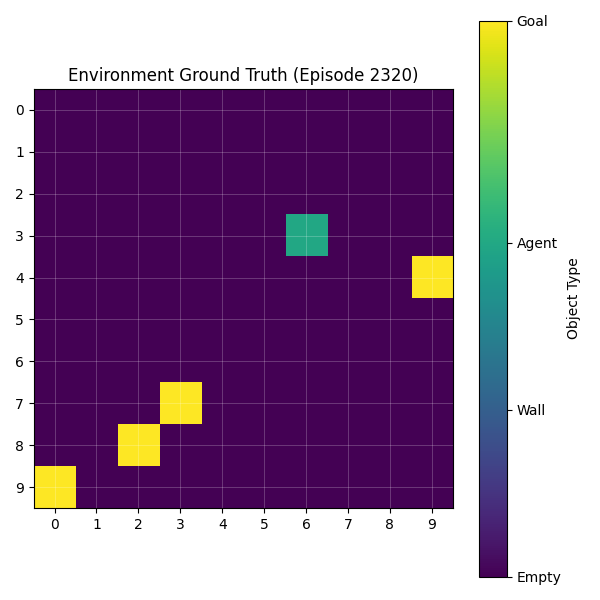 Environment Ground Truth (Episode 2320)
0
1
2
3
4
5
6
7
8
9
0 1 2 3 4 5 6 7 8 9
Goal
Agent
Wall
Empty
Object Type